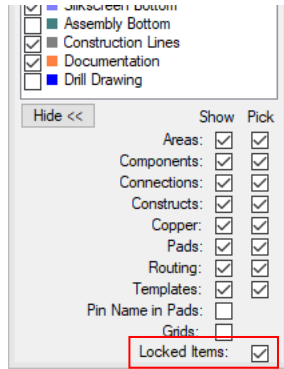 Silkscreen Bottom
Assembly Bottom
Construction Lines
Documentation
Drill Drawing
Hide << Show Pick
Areas:
Components:
Connections:
Constructs:
Copper:
Pads:
Routing:
Templates:
Pin Name in Pads:
Grids:
Locked Items: